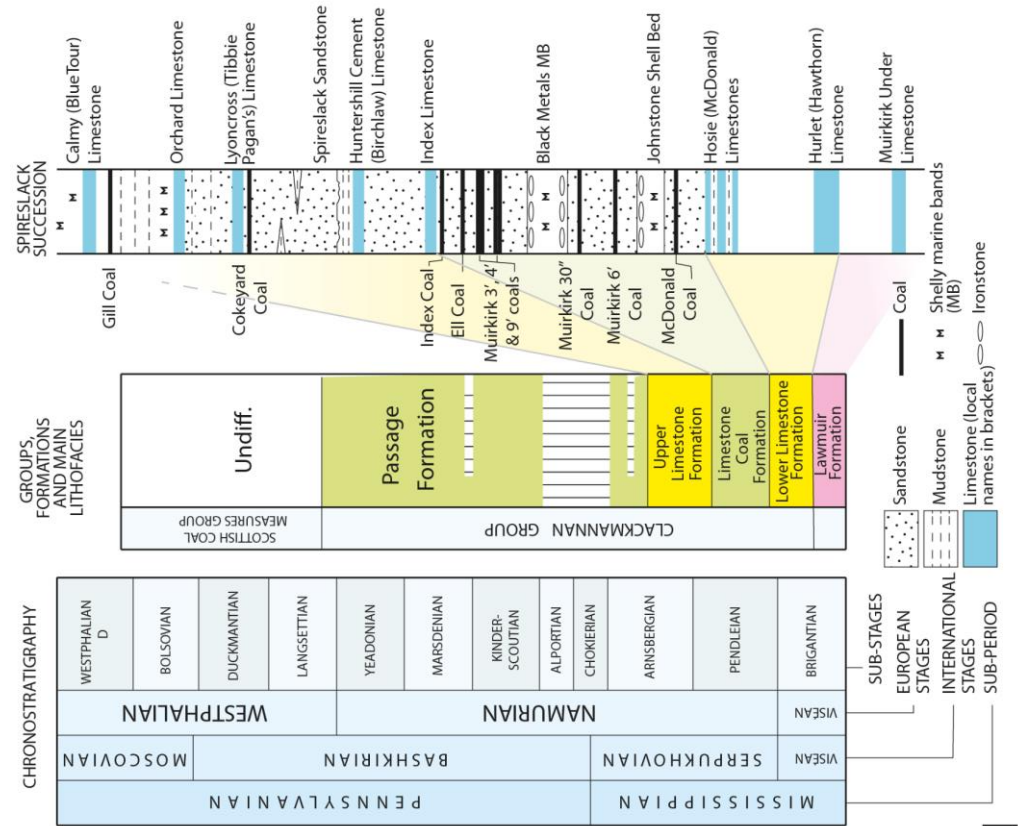 CHRONOSTRATIGRAPHY
WESTPHALIAN
D
BOLSOVIAN
DUCKMANTIAN
LANGSETTIAN
YEADONIAN
MARSDENIAN
KINDER-
SCOUTIAN
ALPORTIAN
CHOKIERIAN
ARNSBERGIAN
PENDLEIAN
BRIGANTIAN
WESTPHALIAN
NAMURIAN
VISÉAN
MOSCOVIAN
BASHKIRIAN
SERPUKHOVIAN
VISÉAN
PENNSYLVANIAN
MISSISSIPPIAN
SUB-STAGES
EUROPEAN
STAGES
INTERNATIONAL
STAGES
SUB-PERIOD
GROUPS,
FORMATIONS
AND MAIN
LITHOFACIES
SCOTTISH COAL
MEASURES GROUP
CLACKMANNAN GROUP
Undiff.
Passage
Formation
Upper
Limestone
Formation
Limestone
Coal
Formation
Lower Limestone
Formation
Lawmuir
Formation
SPIRESLACK
SUCCESSION
Gill Coal
Cokeyard
Coal
Index Coal
Ell Coal
Muirkirk 3', 4'
& 9' coals
Muirkirk 30"
Coal
Muirkirk 6'
Coal
McDonald
Coal
Calmy (Blue Tour)
Limestone
Orchard Limestone
Lyoncross (Tibbie
Pagan's) Limestone
Spireslack Sandstone
Huntershill Cement
(Birchlaw) Limestone
Index Limestone
Black Metals MB
Johnstone Shell Bed
Hosie (McDonald)
Limestones
Hurlet (Hawthorn)
Limestone
Muirkirk Under
Limestone
Sandstone
Mudstone
Limestone (local
names in brackets)
Coal
Shelly marine bands
(MB)
Ironstone